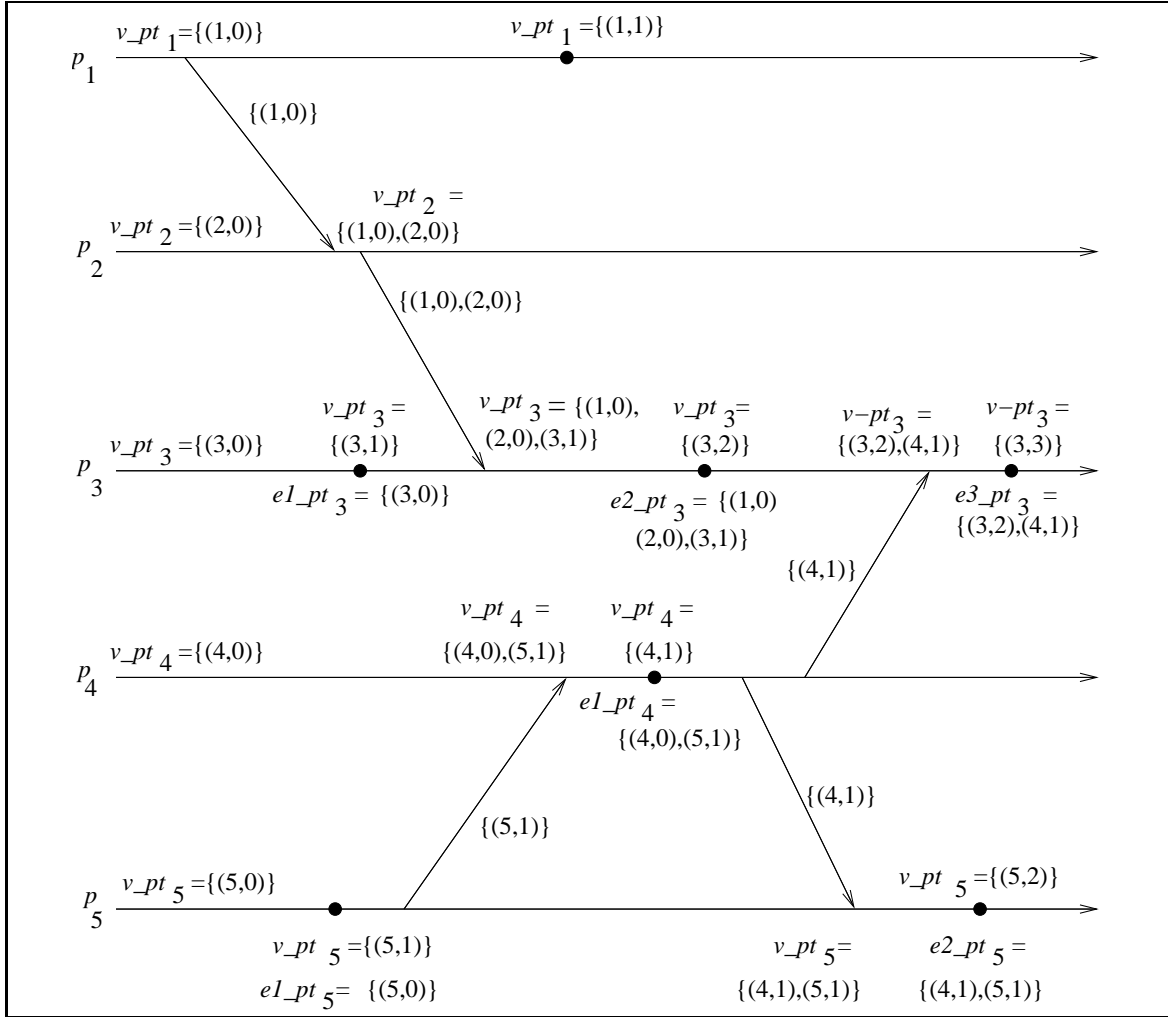 v_pt 1={(1,0)}
v_pt 1={(1,1)}
p 1
{(1,0)}
v_pt 2 =
{(1,0),(2,0)}
v_pt 2 ={(2,0)}
p 2
{(1,0),(2,0)}
v_pt 3 =
{(3,1)}
v_pt 3 = {(1,0),
(2,0),(3,1)}
v_pt 3=
{(3,2)}
v−pt 3 =
{(3,2),(4,1)}
v−pt 3 =
{(3,3)}
v_pt 3 ={(3,0)}
p 3
e1_pt 3 = {(3,0)}
e2_pt 3 = {(1,0)
(2,0),(3,1)}
e3_pt 3 =
{(3,2),(4,1)}
{(4,1)}
v_pt 4 =
{(4,0),(5,1)}
v_pt 4 =
{(4,1)}
v_pt 4 ={(4,0)}
p 4
e1_pt 4 =
{(4,0),(5,1)}
{(4,1)}
{(5,1)}
v_pt 5 ={(5,0)}
v_pt 5 ={(5,2)}
p 5
v_pt 5 ={(5,1)}
e1_pt 5= {(5,0)}
v_pt 5=
{(4,1),(5,1)}
e2_pt 5 =
{(4,1),(5,1)}